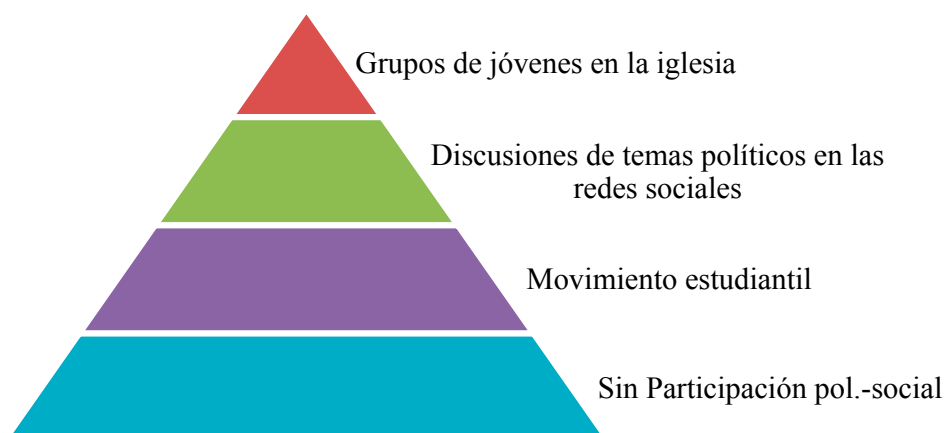 Grupos de jóvenes en la iglesia
Discusiones de temas políticos en las
redes sociales
Movimiento estudiantil
Sin Participación pol.-social